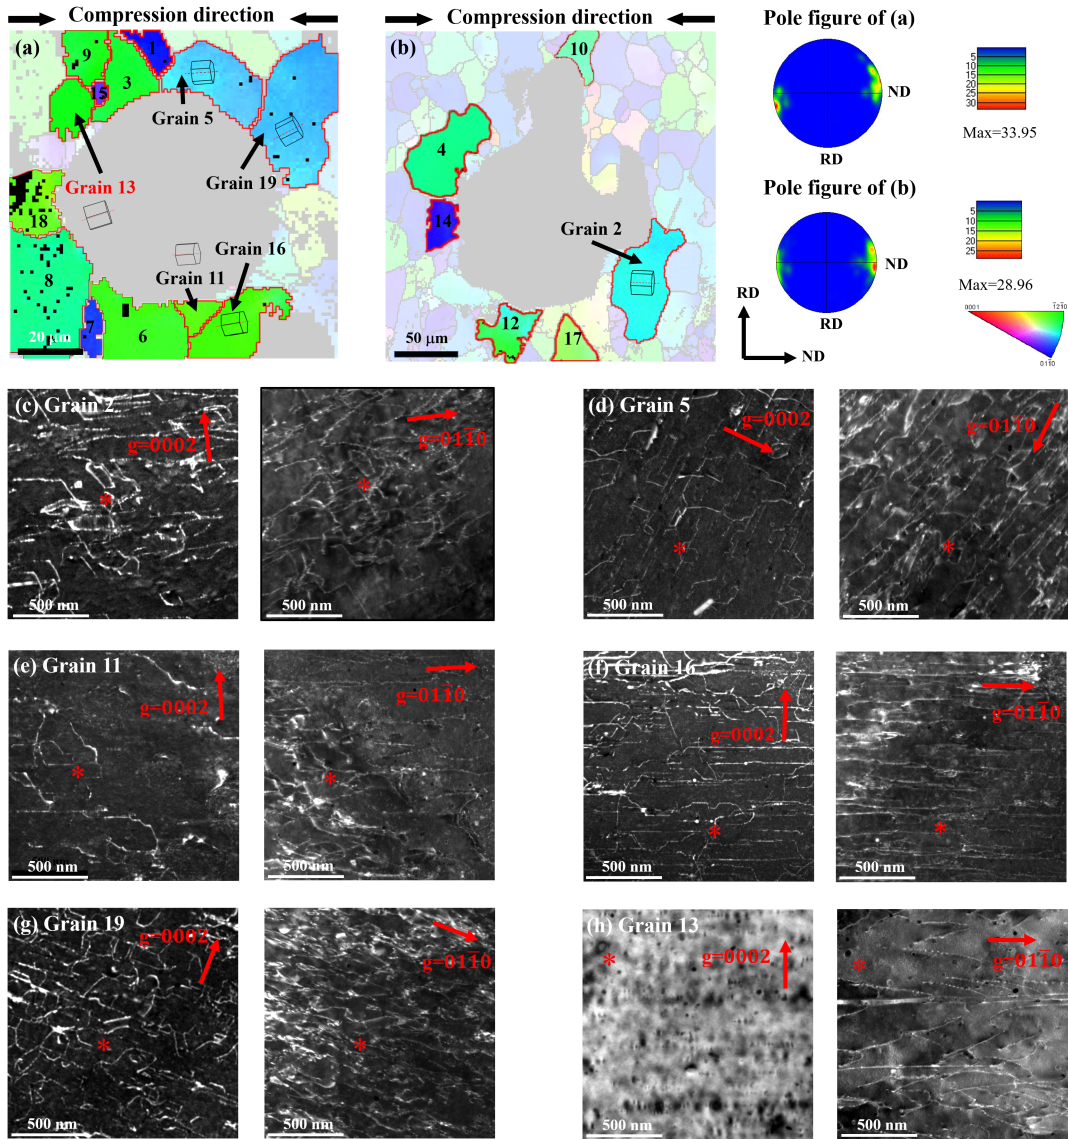 Compression direction
(a)
9
1
3
15
Grain 5
Grain 19
Grain 13
18
Grain 16
8
Grain 11
7
6
20 μm
Compression direction
(b)
10
4
14
Grain 2
12
17
50 μm
Pole figure of (a)
ND
RD
5
10
15
20
25
30
Max=33.95
Pole figure of (b)
ND
RD
5
10
15
20
25
Max=28.96
RD
ND
0001
1̅21̅0
011̅0
(c) Grain 2
g=0002
500 nm
g=011̅0
500 nm
(d) Grain 5
g=0002
500 nm
g=011̅0
500 nm
(e) Grain 11
g=0002
500 nm
g=011̅0
500 nm
(f) Grain 16
g=0002
500 nm
g=011̅0
500 nm
(g) Grain 19
g=0002
500 nm
g=011̅0
500 nm
(h) Grain 13
g=0002
500 nm
g=011̅0
500 nm